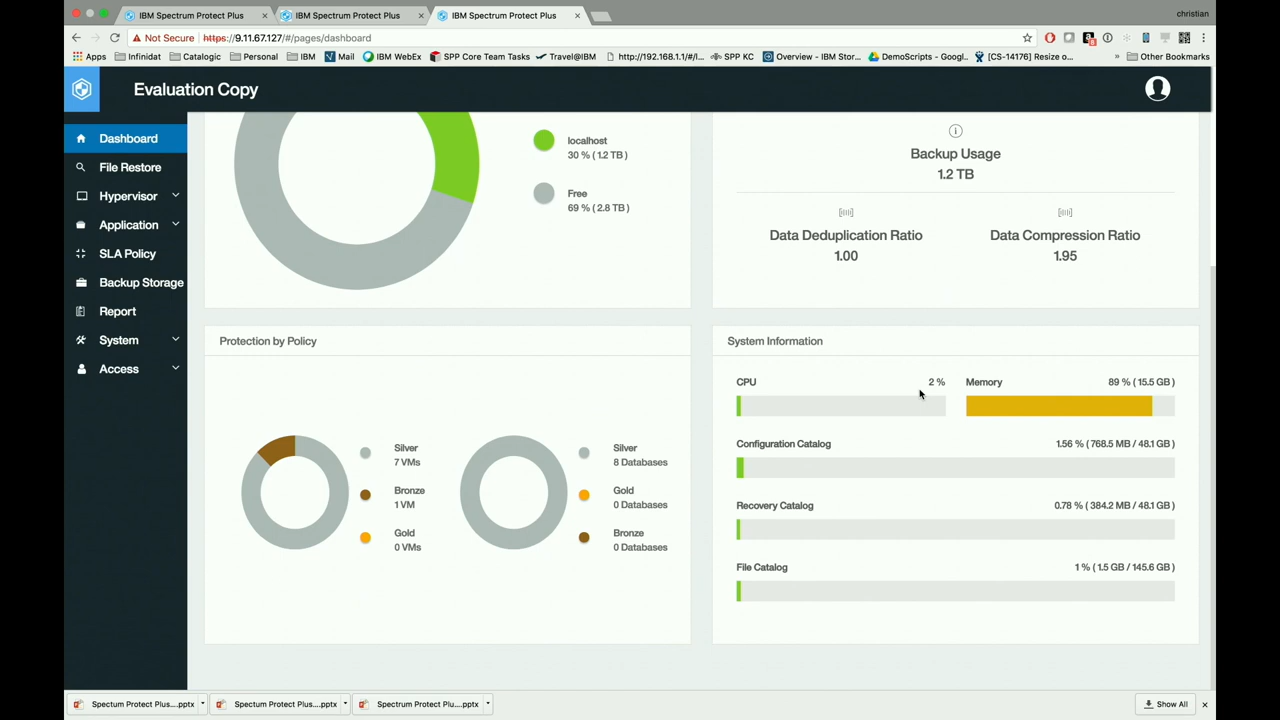 IBM Spectrum Protect Plus
IBM Spectrum Protect Plus
IBM Spectrum Protect Plus
christian
Not Secure https://9.11.67.127/#/pages/dashboard
Apps Infinidat Catalogic Personal IBM Mail IBM WebEx SPP Core Team Tasks Travel@IBM http://192.168.1.1/#/l... SPP KC Overview - IBM Stor... DemoScripts - Googl.. [CS-14176] Resize o... » Other Bookmarks
Evaluation Copy
Dashboard
File Restore
Hypervisor
Application
SLA Policy
Backup Storage
Report
System
Access
localhost
30 % ( 1.2 TB )
Free
69 % ( 2.8 TB )
Backup Usage
1.2 TB
Data Deduplication Ratio
1.00
Data Compression Ratio
1.95
Protection by Policy
Silver
7 VMs
Bronze
1 VM
Gold
0 VMs
Silver
8 Databases
Gold
0 Databases
Bronze
0 Databases
System Information
CPU 2 %
Memory 89 % ( 15.5 GB )
Configuration Catalog 1.56 % ( 768.5 MB / 48.1 GB )
Recovery Catalog 0.78 % ( 384.2 MB / 48.1 GB )
File Catalog 1 % ( 1.5 GB / 145.6 GB )
Spectum Protect Plus....pptx
Spectum Protect Plus....pptx
Spectrum Protect Plu....pptx
Show All